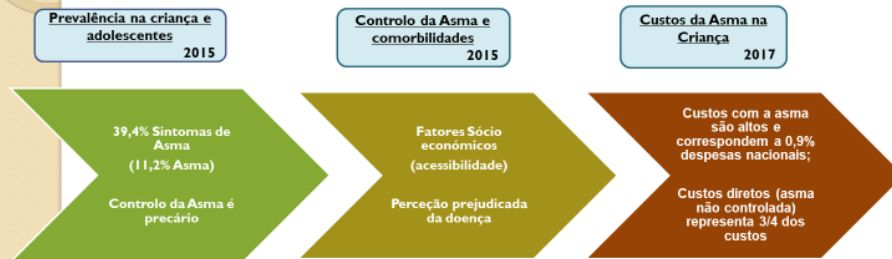 Prevalência na criança e
adolescentes
2015
Controlo da Asma e
comorbilidades
2015
Custos da Asma na
Criança
2017
39,4% Sintomas de
Asma
(11,2% Asma)
Controlo da Asma é
precário
Fatores Sócio
económicos
(acessibilidade)
Perceção prejudicada
da doença
Custos com a asma
são altos e
correspondem a 0,9%
despesas nacionais;
Custos diretos (asma
não controlada)
representa 3/4 dos
custos